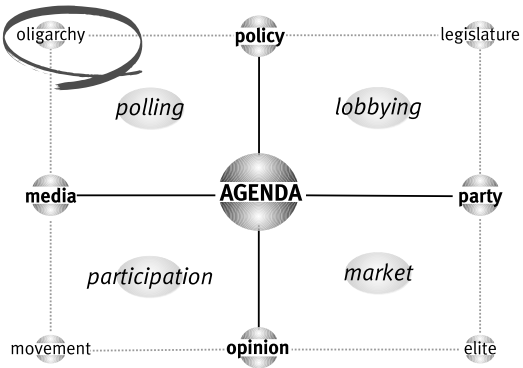 oligarchy
policy
legislature
polling
lobbying
media
AGENDA
party
participation
market
movement
opinion
elite